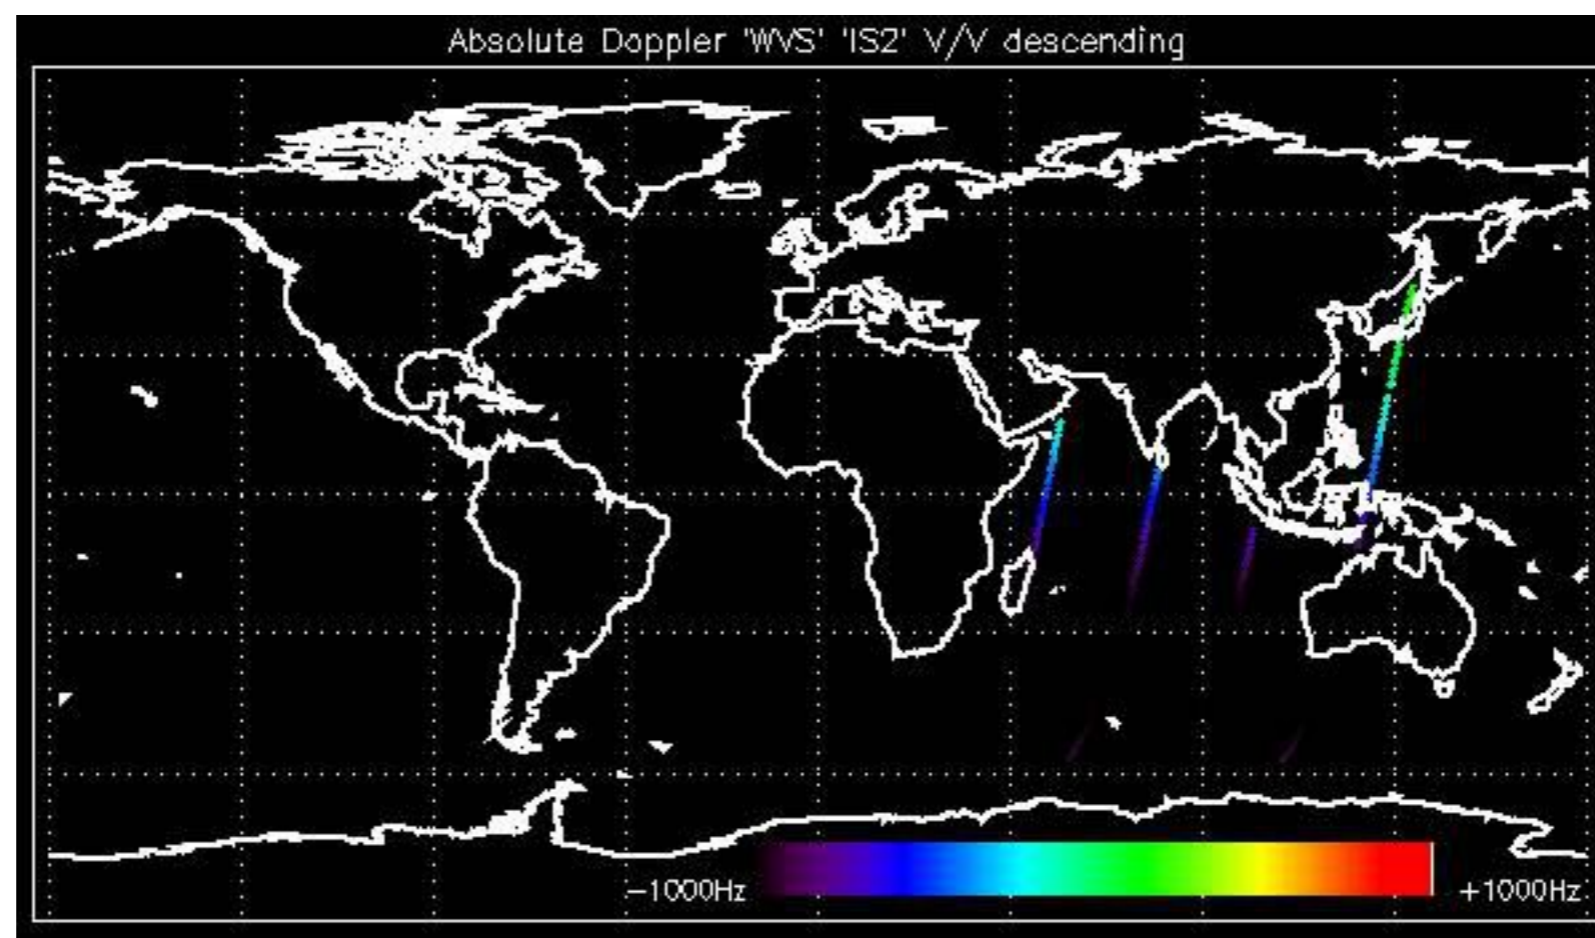 Absolute Doppler 'WVS' 'IS2' V/V descending
−1000Hz
+1000Hz